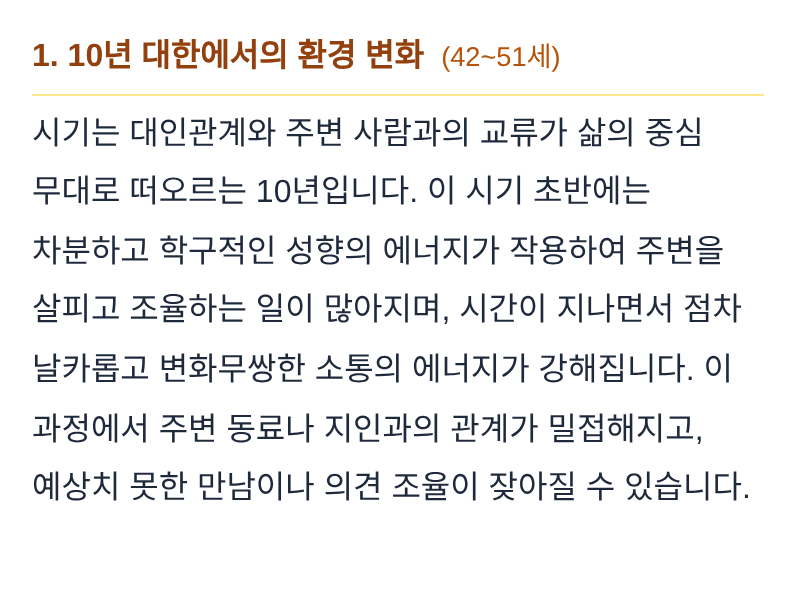 1. 10년 대한에서의 환경 변화 (42~51세)
시기는 대인관계와 주변 사람과의 교류가 삶의 중심
무대로 떠오르는 10년입니다. 이 시기 초반에는
차분하고 학구적인 성향의 에너지가 작용하여 주변을
살피고 조율하는 일이 많아지며, 시간이 지나면서 점차
날카롭고 변화무쌍한 소통의 에너지가 강해집니다. 이
과정에서 주변 동료나 지인과의 관계가 밀접해지고,
예상치 못한 만남이나 의견 조율이 잦아질 수 있습니다.